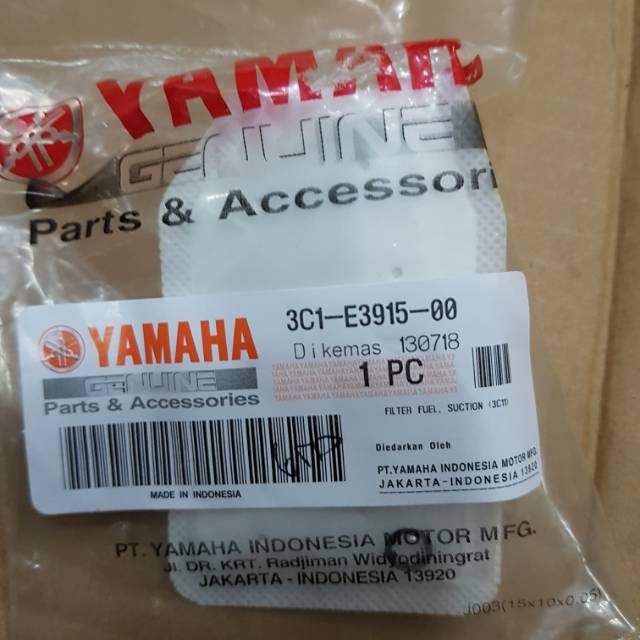 YAMAH
GENUINE
Parts & Accessori
YAMAHA
GENUINE
Parts & Accessories
3C1-E3915-00
Dikemas 130718
1 PC
FILTER FUEL, SUCTION (3C11)
Diedarkan Oleh
PT.YAMAHA INDONESIA MOTOR MFG.
JAKARTA-INDONESIA 13920
MADE IN INDONESIA
PT. YAMAHA INDONESIA MOTOR MFG.
Jl. DR. KRT. Radjiman Widyodiningrat
JAKARTA - INDONESIA 13920
J003(15x10x0.05)